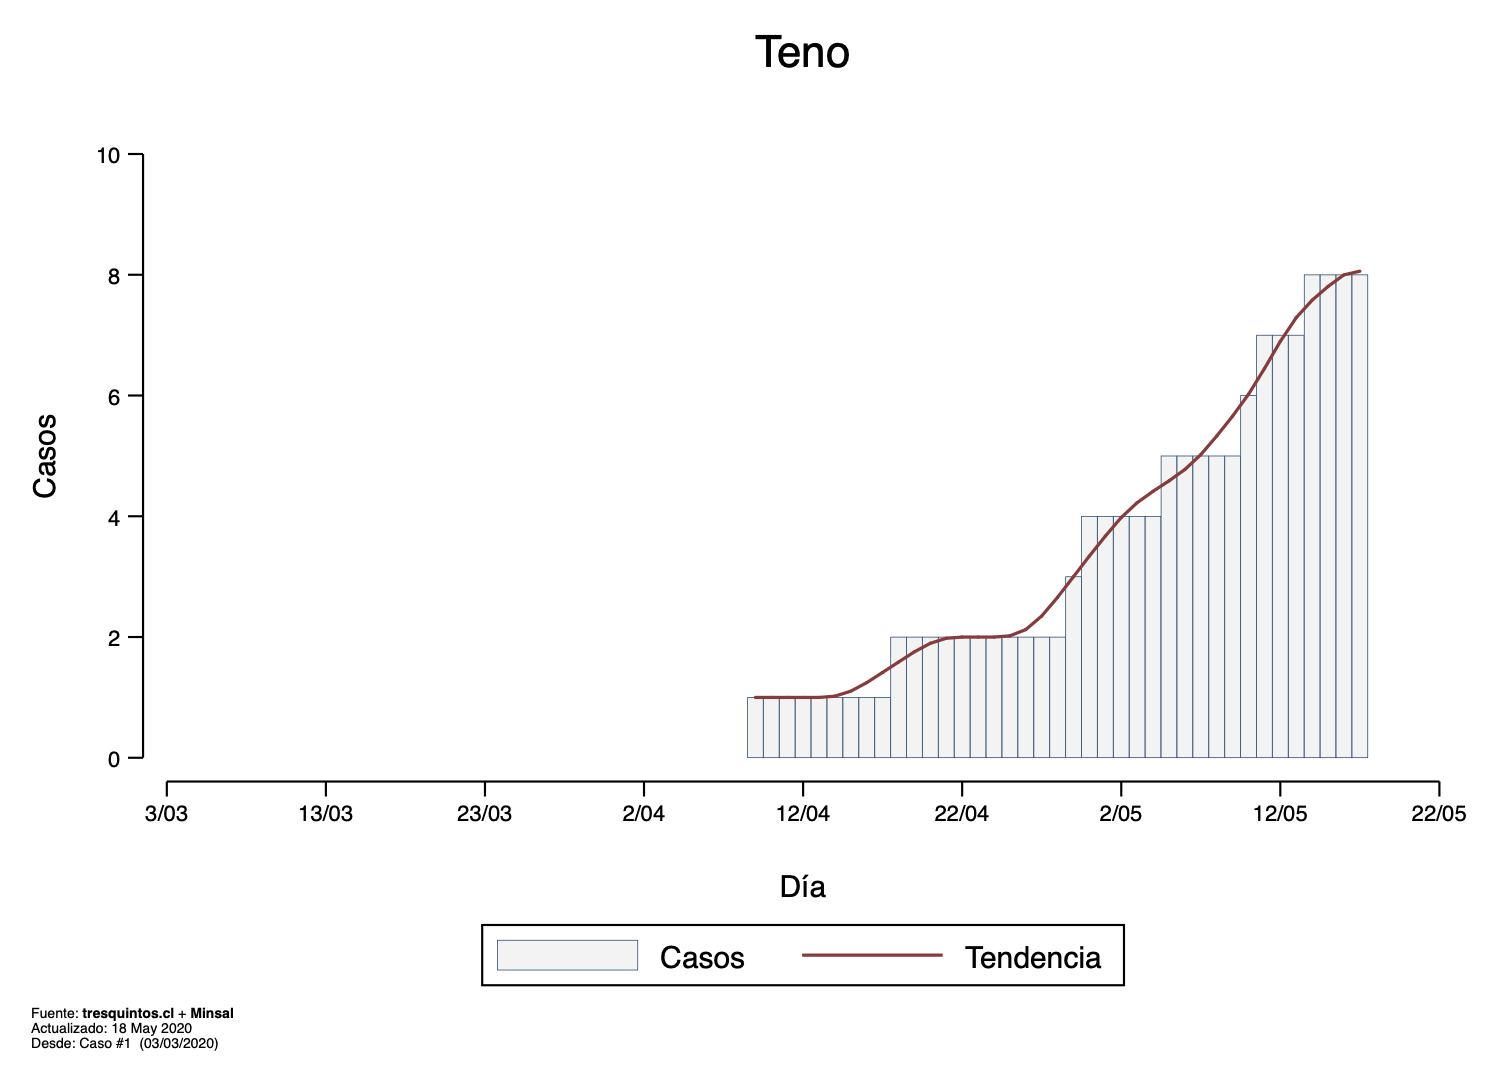 Teno
10
8
6
4
2
0
Casos
3/03 13/03 23/03 2/04 12/04 22/04 2/05 12/05 22/05
Día
Casos Tendencia
Fuente: tresquintos.cl + Minsal
Actualizado: 18 May 2020
Desde: Caso #1 (03/03/2020)